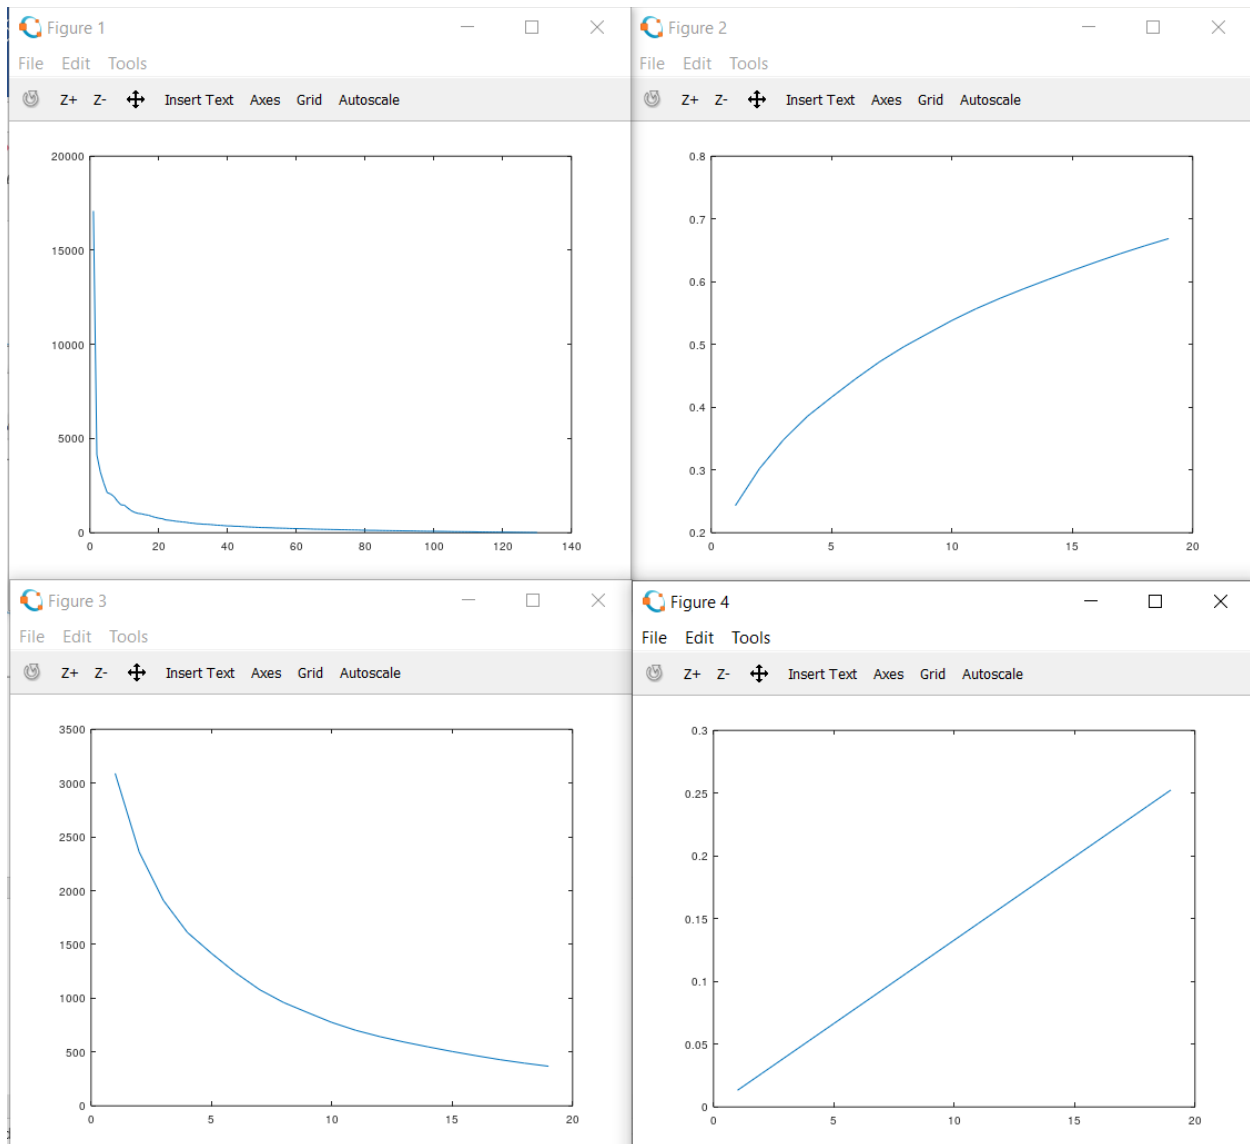 Figure 1
File Edit Tools
Z+ Z- Insert Text Axes Grid Autoscale
20000
15000
10000
5000
0
0 20 40 60 80 100 120 140
Figure 2
File Edit Tools
Z+ Z- Insert Text Axes Grid Autoscale
0.8
0.7
0.6
0.5
0.4
0.3
0.2
0 5 10 15 20
Figure 3
File Edit Tools
Z+ Z- Insert Text Axes Grid Autoscale
3500
3000
2500
2000
1500
1000
500
0
0 5 10 15 20
Figure 4
File Edit Tools
Z+ Z- Insert Text Axes Grid Autoscale
0.3
0.25
0.2
0.15
0.1
0.05
0
0 5 10 15 20